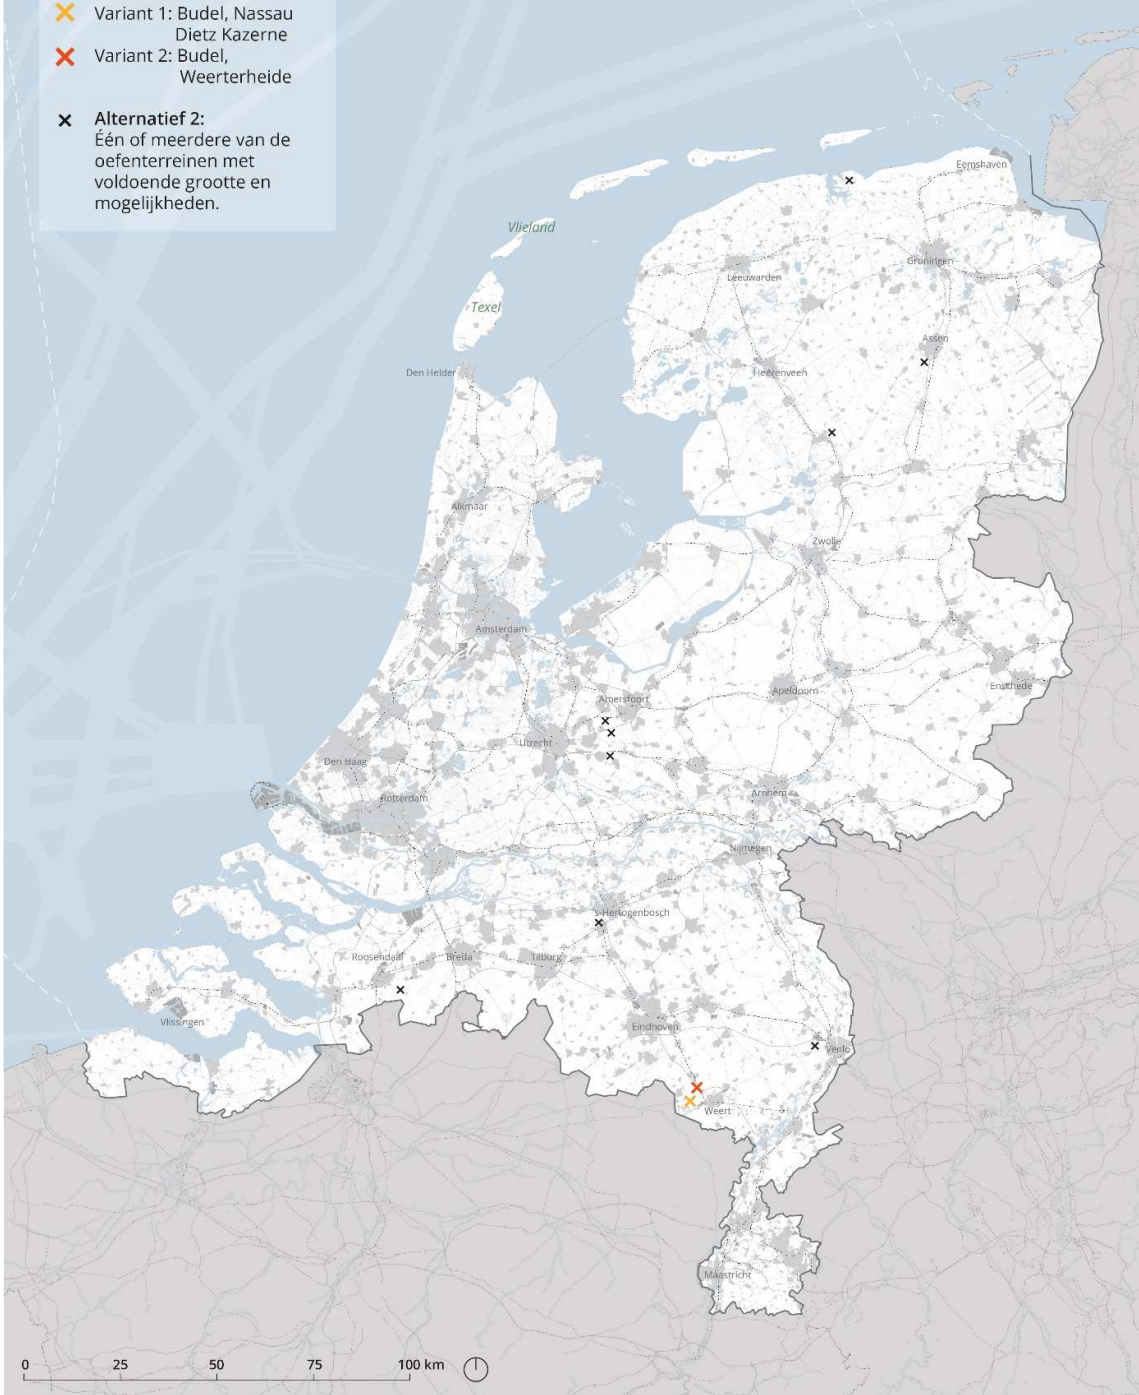 Variant 1: Budel, Nassau
Dietz Kazerne
Variant 2: Budel,
Weerterheide
Alternatief 2:
Één of meerdere van de
oefenterreinen met
voldoende grootte en
mogelijkheden.
Eemshaven
Vlieland
Groningen
Leeuwarden
Texel
Assen
Den Helder
Heerenveen
Alkmaar
Zwolle
Amsterdam
Enschede
Apeldoorn
Amersfoort
Utrecht
Den Haag
Arnhem
Rotterdam
Nijmegen
's-Hertogenbosch
Roosendaal
Breda
Tilburg
Vlissingen
Eindhoven
Venlo
Weert
Maastricht
0 25 50 75 100 km